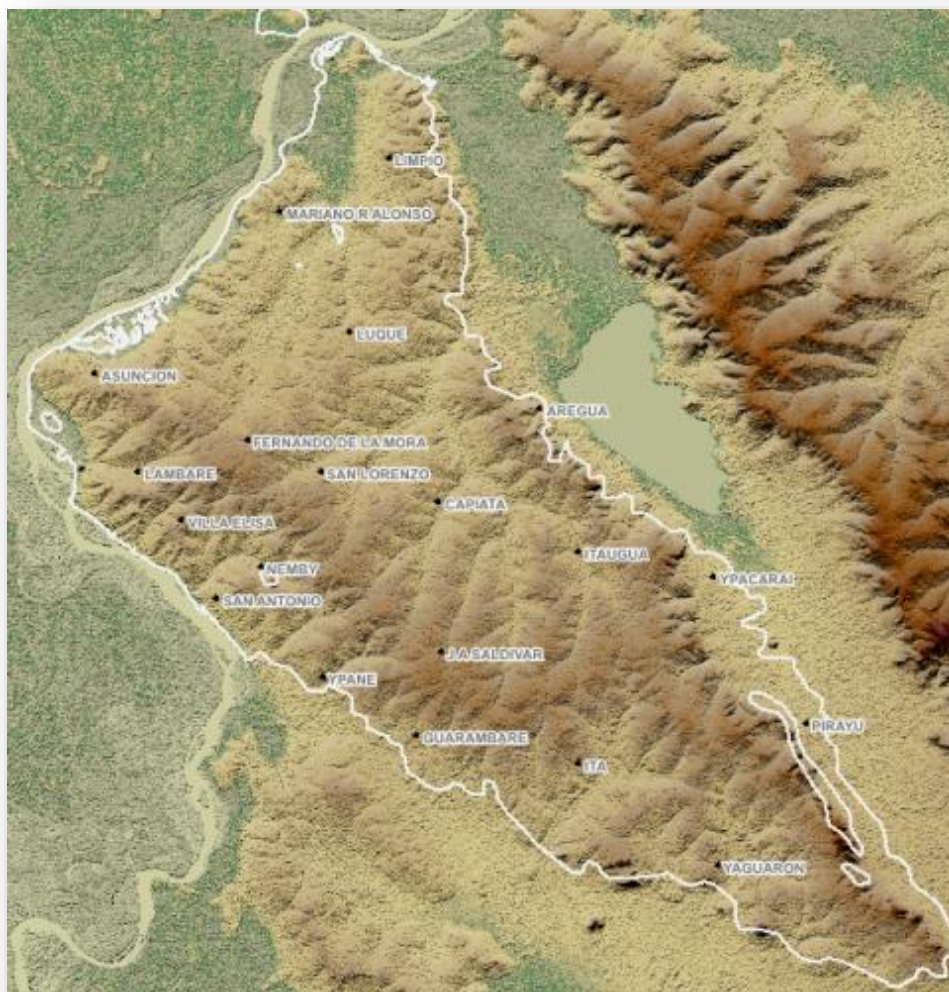 LIMPIO
MARIANO R ALONSO
LUQUE
ASUNCION
AREGUA
FERNANDO DE LA MORA
LAMBARE
SAN LORENZO
CAPIATA
VILLA ELISA
ITAUGUA
NEMBY
YPACARAI
SAN ANTONIO
J.A SALDIVAR
YPANE
PIRAYU
GUARAMBARE
ITA
YAGUARON